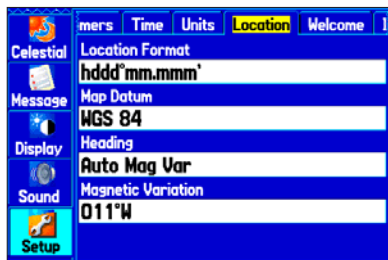 mers Time Units Location Welcome
Celestial
Location Format
hddd°mm.mmm'
Message
Map Datum
WGS 84
Display
Heading
Auto Mag Var
Sound
Magnetic Variation
011°W
Setup